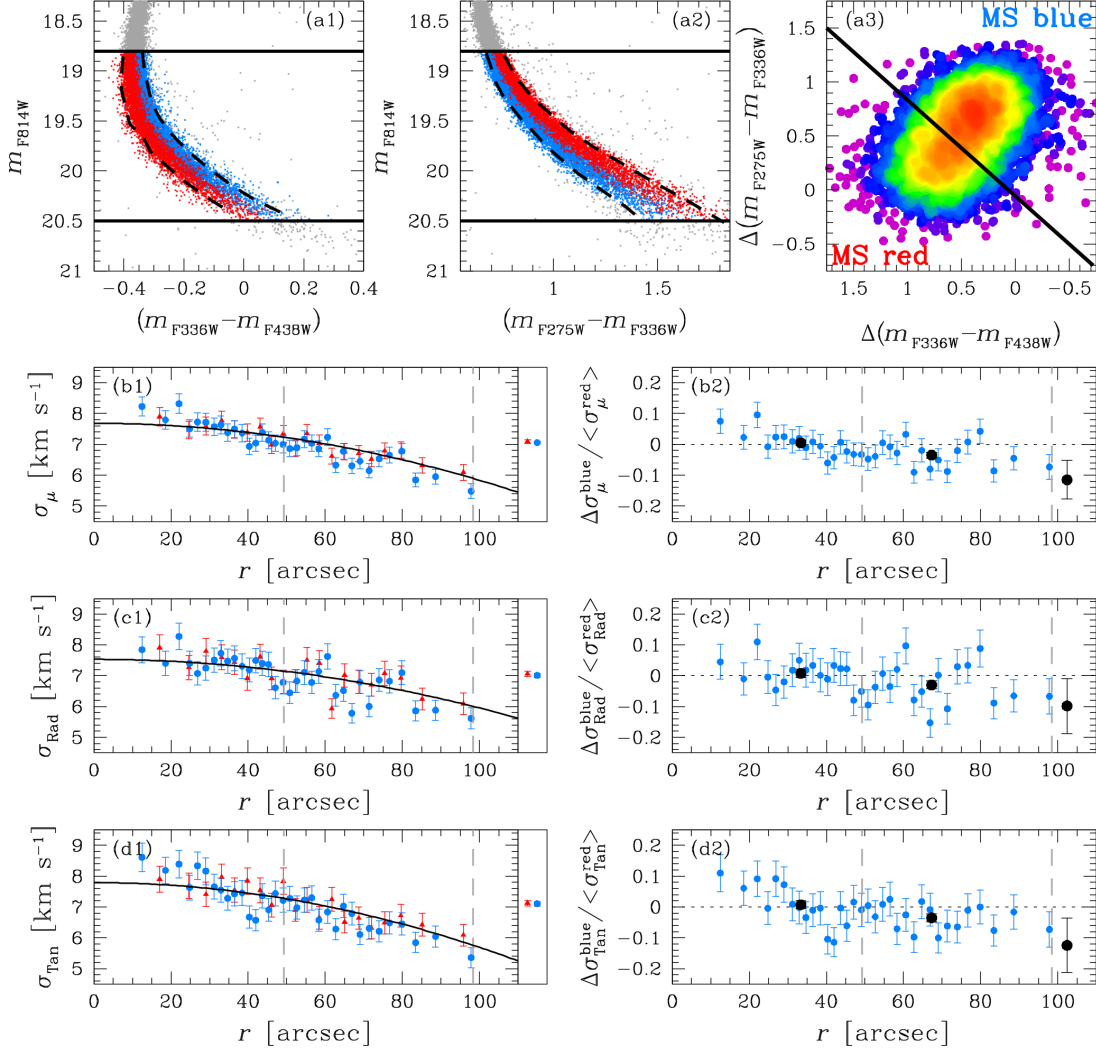 (a1)
18.5
19
19.5
20
20.5
21
m_F814W
−0.4 −0.2 0 0.2 0.4
(m_F336W−m_F438W)
(a2)
18.5
19
19.5
20
20.5
21
m_F814W
1 1.5
(m_F275W−m_F336W)
(a3) MS blue
1.5
1
0.5
0
−0.5
Δ(m_F275W−m_F336W)
MS red
1.5 1 0.5 0 −0.5
Δ(m_F336W−m_F438W)
(b1)
9
8
7
6
5
σ_μ [km s⁻¹]
0 20 40 60 80 100
r [arcsec]
(b2)
0.2
0.1
0
−0.1
−0.2
Δσ_μ^blue/<σ_μ^red>
0 20 40 60 80 100
r [arcsec]
(c1)
9
8
7
6
5
σ_Rad [km s⁻¹]
0 20 40 60 80 100
r [arcsec]
(c2)
0.2
0.1
0
−0.1
−0.2
Δσ_Rad^blue/<σ_Rad^red>
0 20 40 60 80 100
r [arcsec]
(d1)
9
8
7
6
5
σ_Tan [km s⁻¹]
0 20 40 60 80 100
r [arcsec]
(d2)
0.2
0.1
0
−0.1
−0.2
Δσ_Tan^blue/<σ_Tan^red>
0 20 40 60 80 100
r [arcsec]